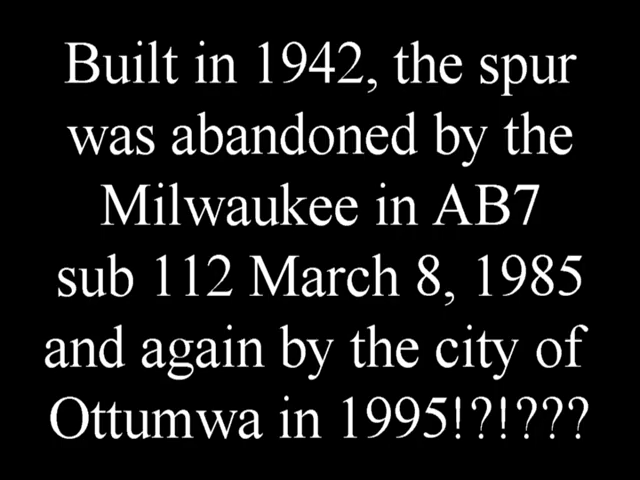 Built in 1942, the spur
was abandoned by the
Milwaukee in AB7
sub 112 March 8, 1985
and again by the city of
Ottumwa in 1995!?!???